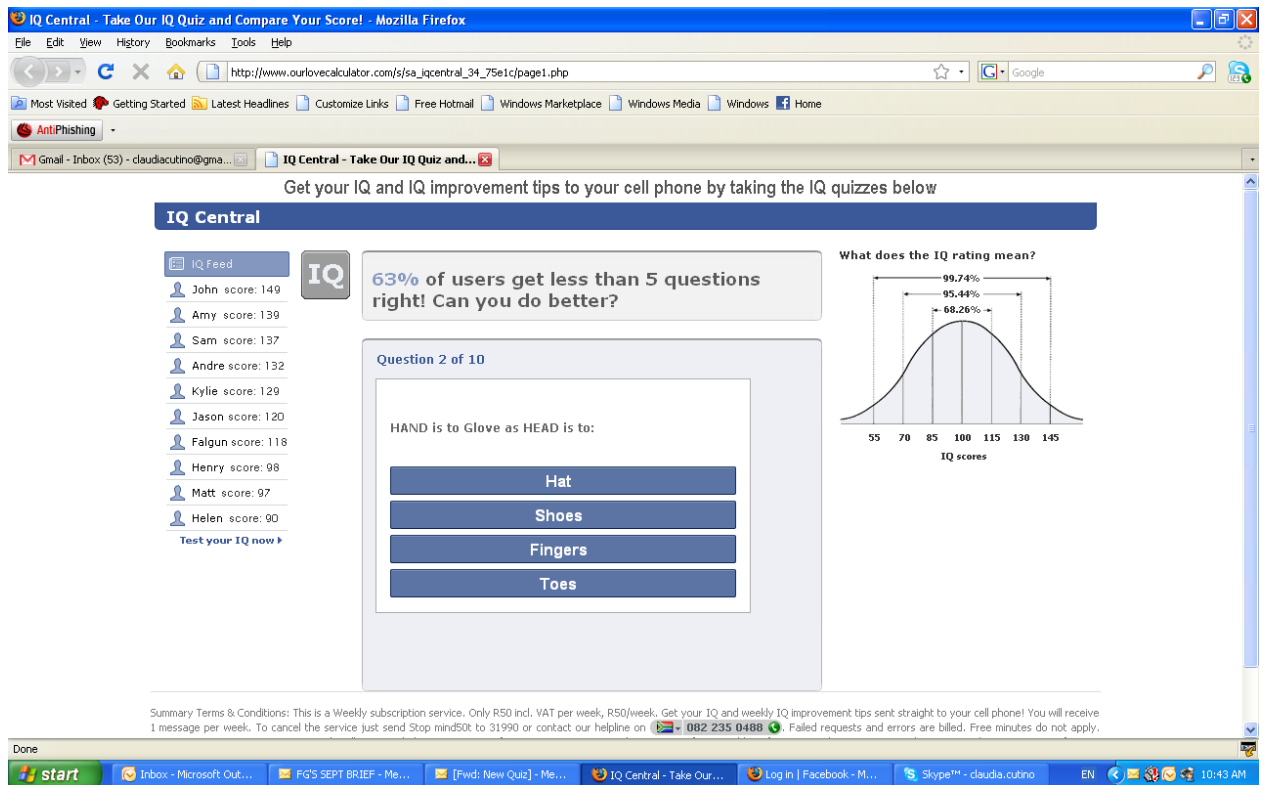 IQ Central - Take Our IQ Quiz and Compare Your Score! - Mozilla Firefox
File Edit View History Bookmarks Tools Help
http://www.ourlovecalculator.com/s/sa_iqcentral_34_75e1c/page1.php
G Google
Most Visited Getting Started Latest Headlines Customize Links Free Hotmail Windows Marketplace Windows Media Windows Home
AntiPhishing
Gmail - Inbox (53) - claudiacutino@gma... IQ Central - Take Our IQ Quiz and...
Get your IQ and IQ improvement tips to your cell phone by taking the IQ quizzes below
IQ Central
IQ Feed
John score: 149
Amy score: 139
Sam score: 137
Andre score: 132
Kylie score: 129
Jason score: 120
Falgun score: 118
Henry score: 98
Matt score: 97
Helen score: 90
Test your IQ now
IQ
63% of users get less than 5 questions
right! Can you do better?
Question 2 of 10
HAND is to Glove as HEAD is to:
Hat
Shoes
Fingers
Toes
What does the IQ rating mean?
99.74%
95.44%
68.26%
55 70 85 100 115 130 145
IQ scores
Summary Terms & Conditions: This is a Weekly subscription service. Only R50 incl. VAT per week, R50/week. Get your IQ and weekly IQ improvement tips sent straight to your cell phone! You will receive
1 message per week. To cancel the service just send Stop mind50t to 31990 or contact our helpline on 082 235 0488. Failed requests and errors are billed. Free minutes do not apply.
Done
start Inbox - Microsoft Out... FG'S SEPT BRIEF - Me... [Fwd: New Quiz] - Me... IQ Central - Take Our... Log in | Facebook - M... Skype™ - claudia.cutino EN 10:43 AM